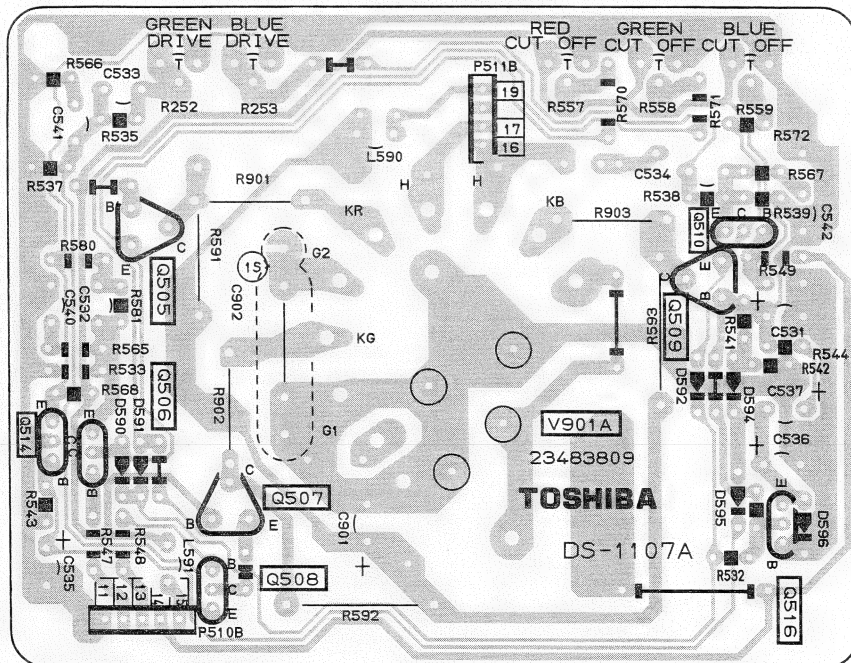 GREEN DRIVE
BLUE DRIVE
RED CUT OFF
GREEN CUT OFF
BLUE CUT OFF
T T T T T
R566
C533
R252
R253
P511B
19
17
16
R557
R570
R558
R571
R559
R572
C541
R535
L590
C534
R567
R537
R901
H
H
R538
R539
C542
B
KR
KB
R903
Q510
E C B
C
R580
E
R591
G2
1S
C
E
R549
Q505
C540
C532
R581
C902
B
+
KG
R593
Q509
R541
C531
R565
R544
R533
R542
R568
Q506
D590
D591
R902
D592
D594
C537
+
Q514
E
C
B
E
C
B
G1
V901A
+
C536
23483809
C
Q507
TOSHIBA
D595
E
R543
B
E
C901
D596
+
R547
R548
L591
DS-1107A
B
C535
+
B
C
E
Q508
R532
11
12
13
14
15
R592
P510B
Q516